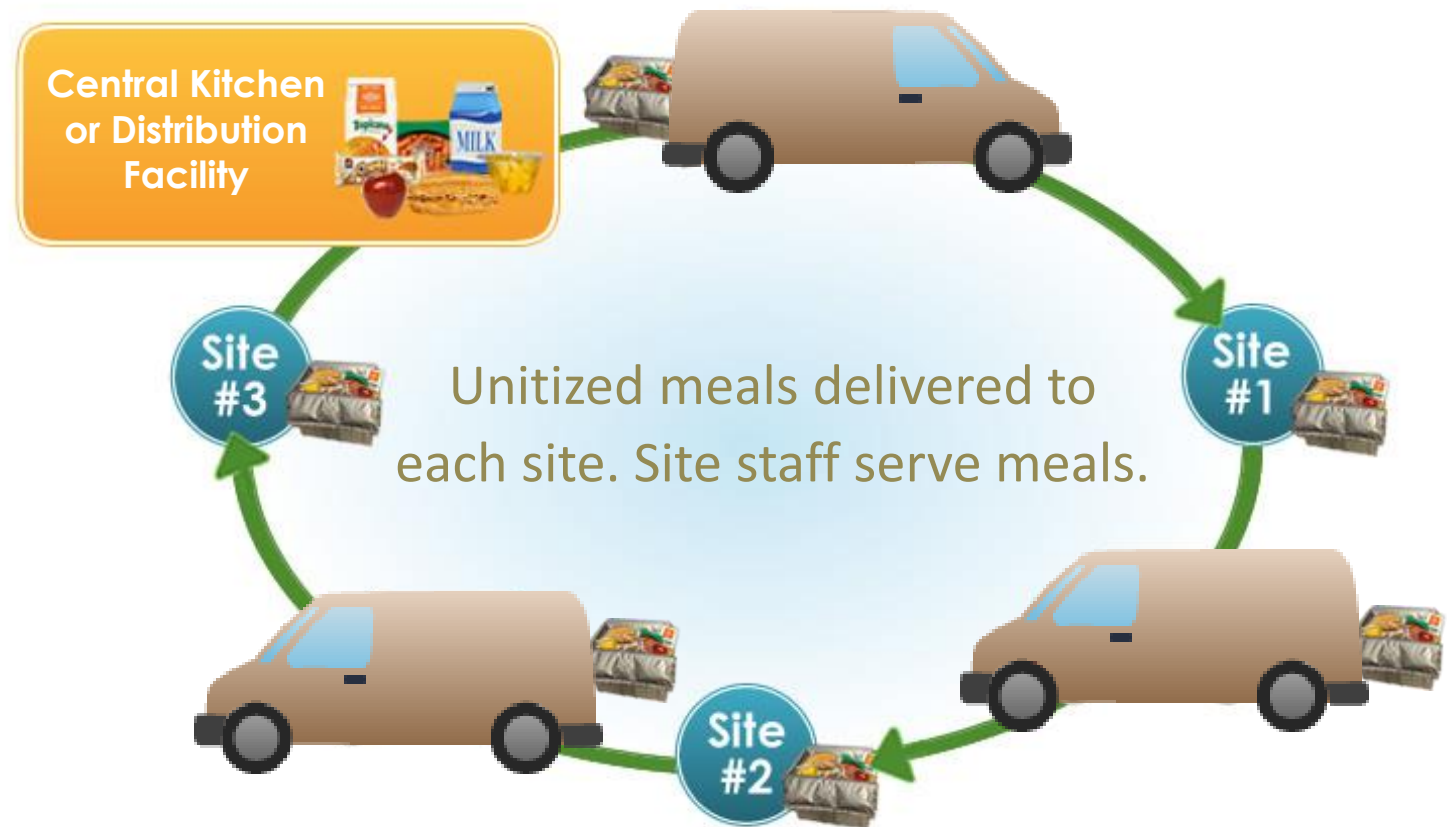 Central Kitchen
or Distribution
Facility
MILK
Site
#1
Site
#3
Unitized meals delivered to
each site. Site staff serve meals.
Site
#2